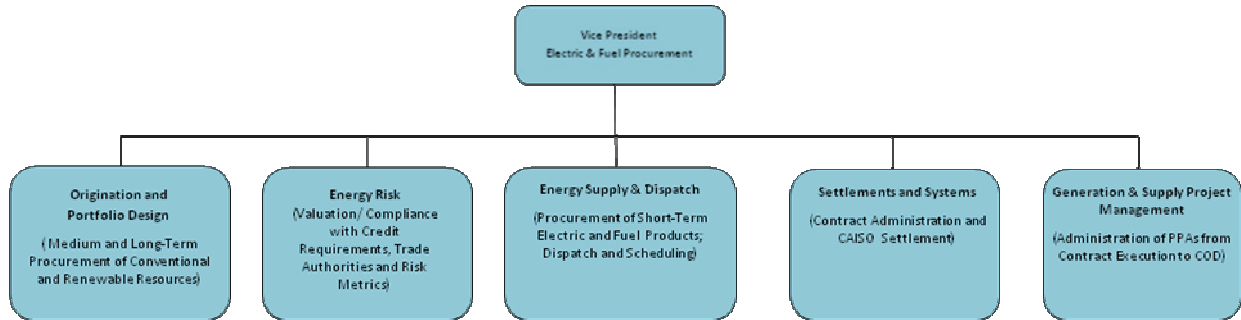 Vice President
Electric & Fuel Procurement
Origination and
Portfolio Design
( Medium and Long-Term
Procurement of Conventional
and Renewable Resources)
Energy Risk
(Valuation/ Compliance
with Credit
Requirements, Trade
Authorities and Risk
Metrics)
Energy Supply & Dispatch
(Procurement of Short-Term
Electric and Fuel Products;
Dispatch and Scheduling)
Settlements and Systems
(Contract Administration and
CAISO Settlement)
Generation & Supply Project
Management
(Administration of PPAs from
Contract Execution to COD)